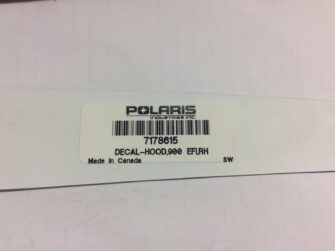 POLARIS
INDUSTRIES INC.
7178615
DECAL-HOOD,900 EFI,RH
Made In Canada SW